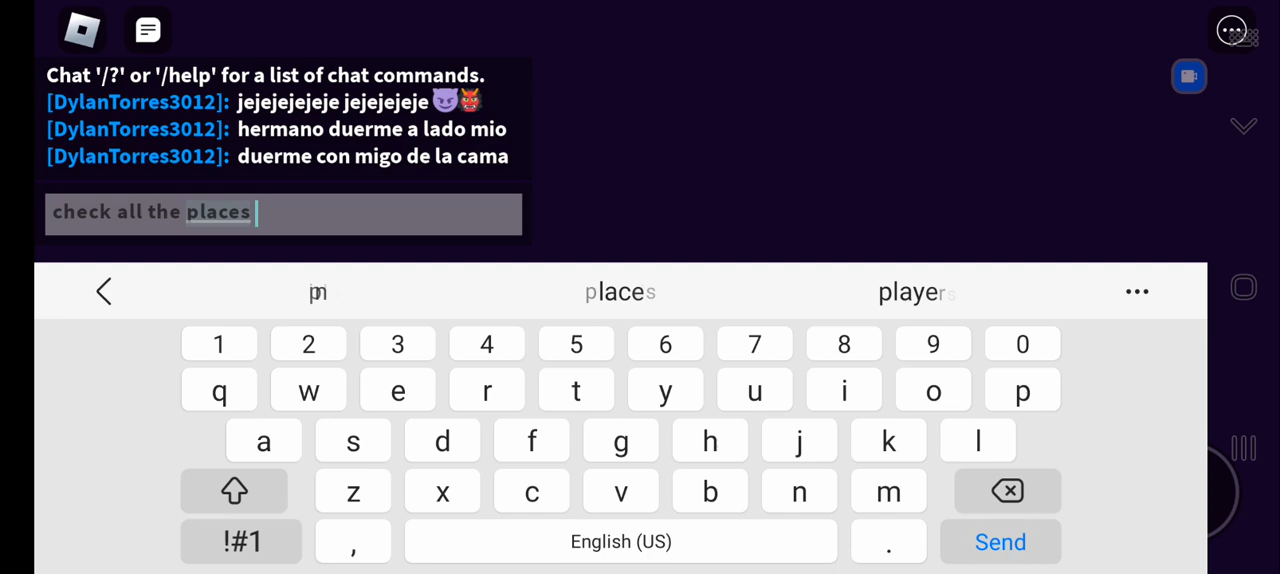 Chat '/?' or '/help' for a list of chat commands.
[DylanTorres3012]: jejejejejeje jejejejeje😈👹
[DylanTorres3012]: hermano duerme a lado mio
[DylanTorres3012]: duerme con migo de la cama
check all the places
places players
1 2 3 4 5 6 7 8 9 0
q w e r t y u i o p
a s d f g h j k l
z x c v b n m
!#1 , English (US) . Send